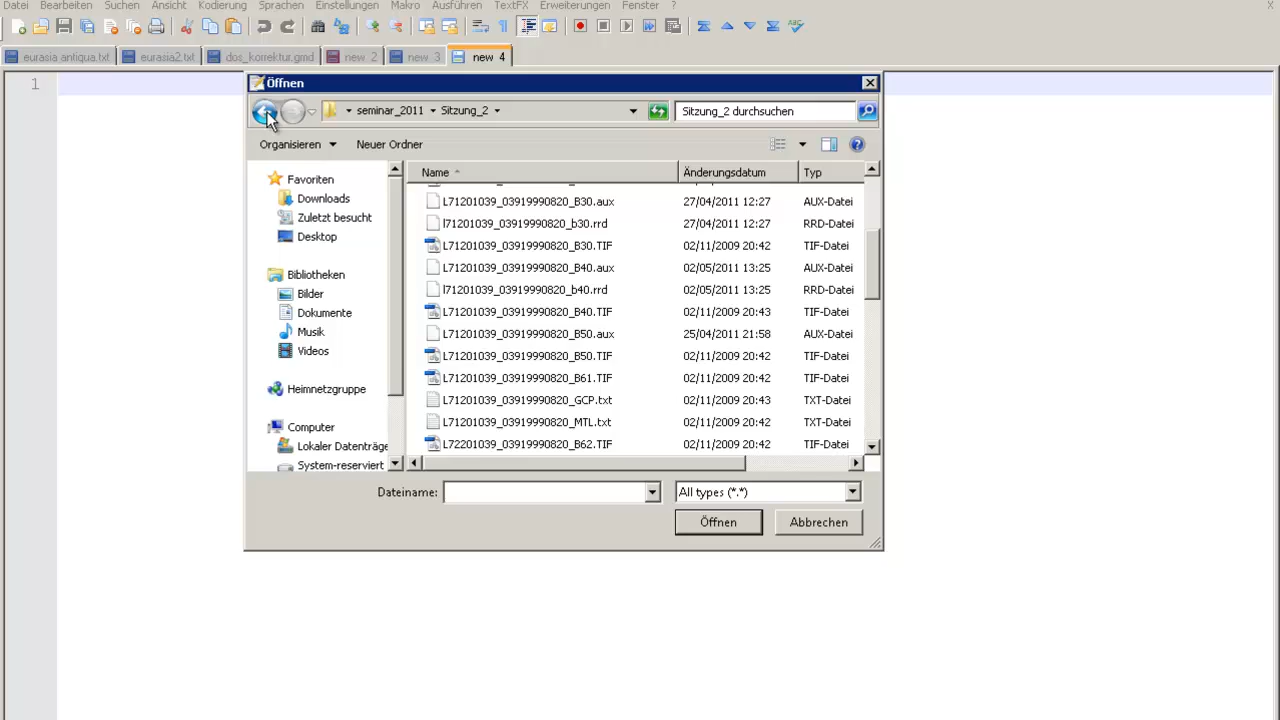 Datei Bearbeiten Suchen Ansicht Kodierung Sprachen Einstellungen Makro Ausführen TextFX Erweiterungen Fenster ? X
eurasia antiqua.txt eurasia2.txt dos_korrektur.gmd new 2 new 3 new 4
1
Öffnen
seminar_2011 Sitzung_2 Sitzung_2 durchsuchen
Organisieren Neuer Ordner
Name Änderungsdatum Typ
Favoriten
Downloads
Zuletzt besucht
Desktop
Bibliotheken
Bilder
Dokumente
Musik
Videos
Heimnetzgruppe
Computer
Lokaler Datenträge
System-reserviert
L71201039_03919990820_B30.aux 27/04/2011 12:27 AUX-Datei
l71201039_03919990820_b30.rrd 27/04/2011 12:27 RRD-Datei
L71201039_03919990820_B30.TIF 02/11/2009 20:42 TIF-Datei
L71201039_03919990820_B40.aux 02/05/2011 13:25 AUX-Datei
l71201039_03919990820_b40.rrd 02/05/2011 13:25 RRD-Datei
L71201039_03919990820_B40.TIF 02/11/2009 20:43 TIF-Datei
L71201039_03919990820_B50.aux 25/04/2011 21:58 AUX-Datei
L71201039_03919990820_B50.TIF 02/11/2009 20:42 TIF-Datei
L71201039_03919990820_B61.TIF 02/11/2009 20:42 TIF-Datei
L71201039_03919990820_GCP.txt 02/11/2009 20:43 TXT-Datei
L71201039_03919990820_MTL.txt 02/11/2009 20:42 TXT-Datei
L72201039_03919990820_B62.TIF 02/11/2009 20:42 TIF-Datei
Dateiname: All types (*.*)
Öffnen Abbrechen